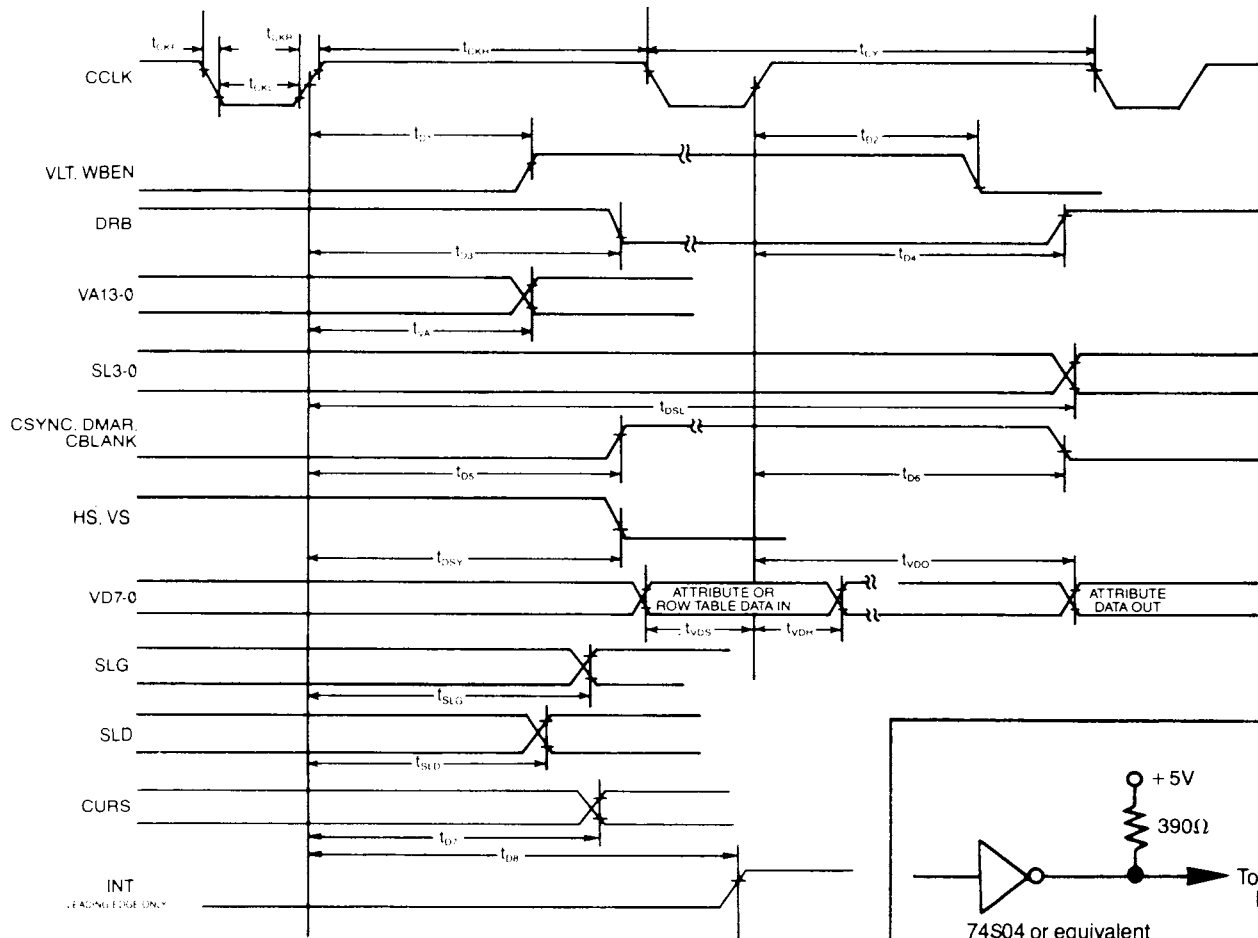 tCKF
tCKR
tCKH
tCY
CCLK
tCKL
tD1
tD2
VLT. WBEN
DRB
tD3
tD4
VA13-0
tVA
SL3-0
tDSL
CSYNC. DMAR.
CBLANK
tD5
tD6
HS. VS
tDSY
tVDO
VD7-0
ATTRIBUTE OR
ROW TABLE DATA IN
ATTRIBUTE
DATA OUT
tVDS
tVDH
SLG
tSLG
SLD
tSLD
CURS
tD7
tD8
INT
LEADING EDGE ONLY
+5V
390Ω
To
74S04 or equivalent